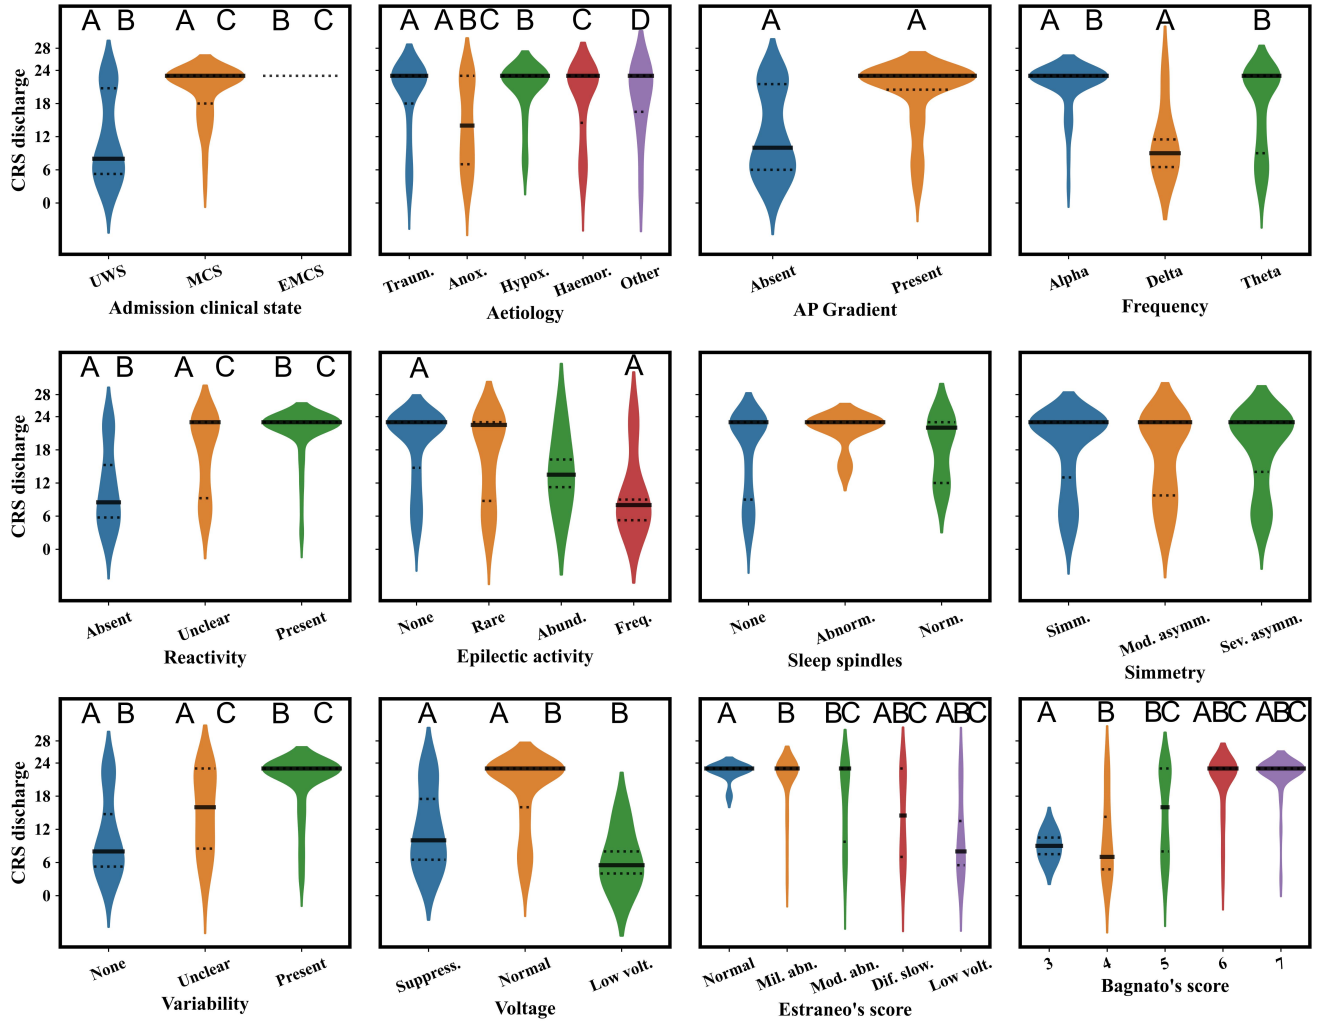 A B A C B C
28
24
18
12
6
0
CRS discharge
UWS MCS EMCS
Admission clinical state
A A B C B C D
Traum. Anox. Hypox. Haemor. Other
Aetiology
A A
Absent Present
AP Gradient
A B A B
Alpha Delta Theta
Frequency
A B A C B C
28
24
18
12
6
0
CRS discharge
Absent Unclear Present
Reactivity
A A
None Rare Abund. Freq.
Epilectic activity
None Abnorm. Norm.
Sleep spindles
Simm. Mod. asymm. Sev. asymm.
Simmetry
A B A C B C
28
24
18
12
6
0
CRS discharge
None Unclear Present
Variability
A A B B
Suppress. Normal Low volt.
Voltage
A B BC ABC ABC
Normal Mil. abn. Mod. abn. Dif. slow. Low volt.
Estraneo's score
A B BC ABC ABC
3 4 5 6 7
Bagnato's score